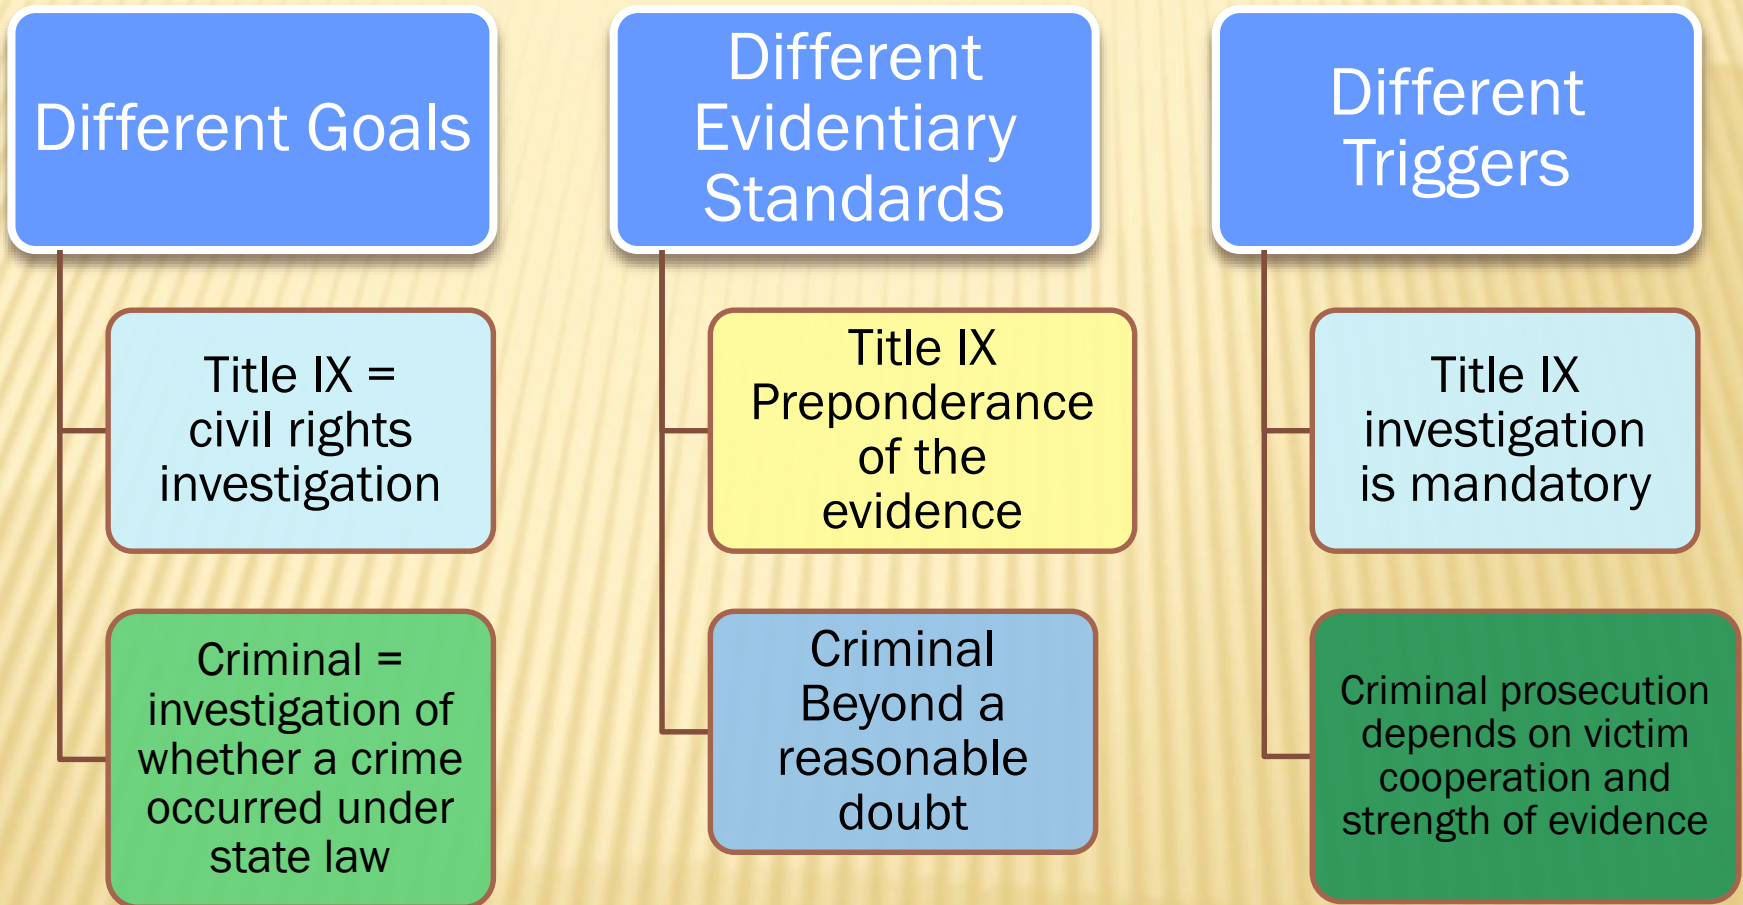 Different Goals
Title IX =
civil rights
investigation
Criminal =
investigation of
whether a crime
occurred under
state law
Different
Evidentiary
Standards
Title IX
Preponderance
of the
evidence
Criminal
Beyond a
reasonable
doubt
Different
Triggers
Title IX
investigation
is mandatory
Criminal prosecution
depends on victim
cooperation and
strength of evidence